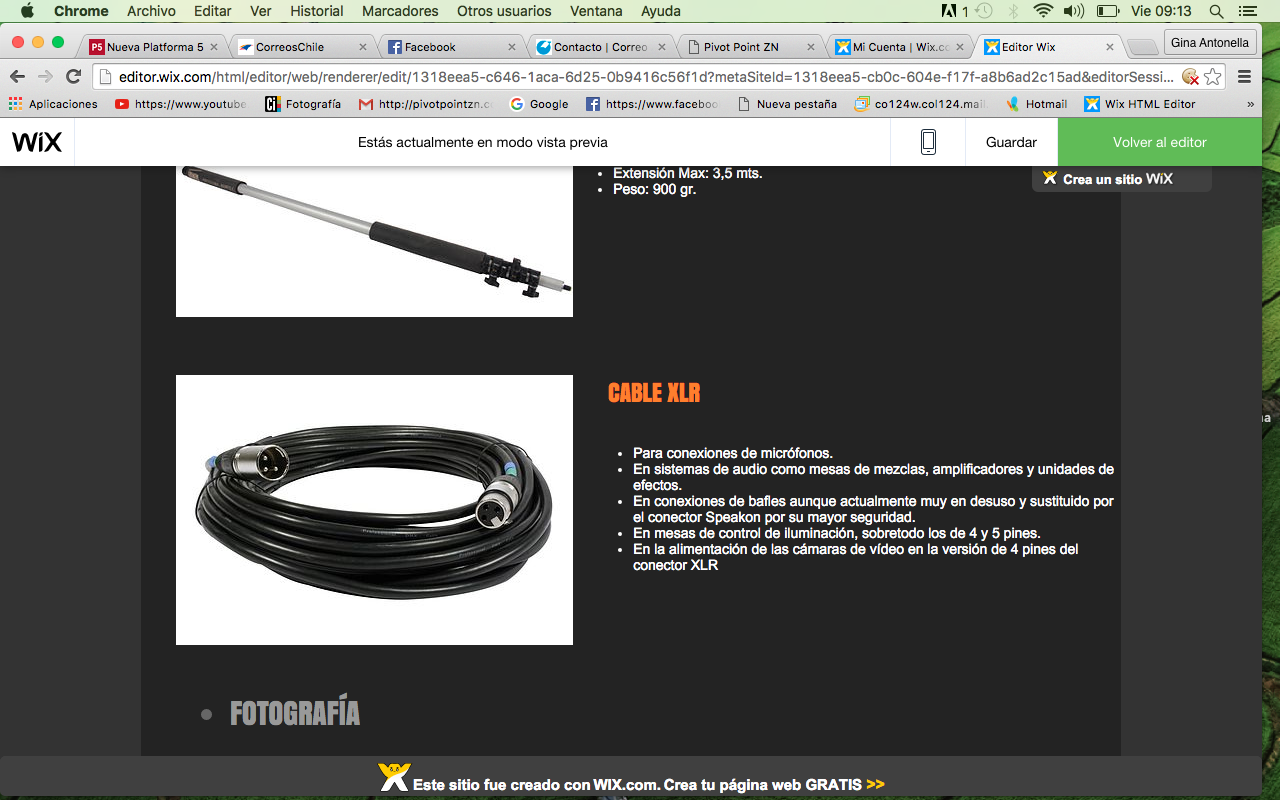 Chrome Archivo Editar Ver Historial Marcadores Otros usuarios Ventana Ayuda 1 Vie 09:13
P5 Nueva Platforma 5 CorreosChile Facebook Contacto | Correo Pivot Point ZN Mi Cuenta | Wix.co Editor Wix Gina Antonella
editor.wix.com/html/editor/web/renderer/edit/1318eea5-c646-1aca-6d25-0b9416c56f1d?metaSiteId=1318eea5-cb0c-604e-f17f-a8b6ad2c15ad&editorSessi...
Aplicaciones https://www.youtube Fotografía http://pivotpointzn.c Google https://www.faceboo Nueva pestaña co124w.col124.mail. Hotmail Wix HTML Editor »
WiX Estás actualmente en modo vista previa Guardar Volver al editor
Extensión Max: 3,5 mts.
Crea un sitio WiX
Peso: 900 gr.
CABLE XLR
Para conexiones de micrófonos.
En sistemas de audio como mesas de mezclas, amplificadores y unidades de
efectos.
En conexiones de bafles aunque actualmente muy en desuso y sustituido por
el conector Speakon por su mayor seguridad.
En mesas de control de iluminación, sobretodo los de 4 y 5 pines.
En la alimentación de las cámaras de vídeo en la versión de 4 pines del
conector XLR
FOTOGRAFÍA
Este sitio fue creado con WIX.com. Crea tu página web GRATIS >>